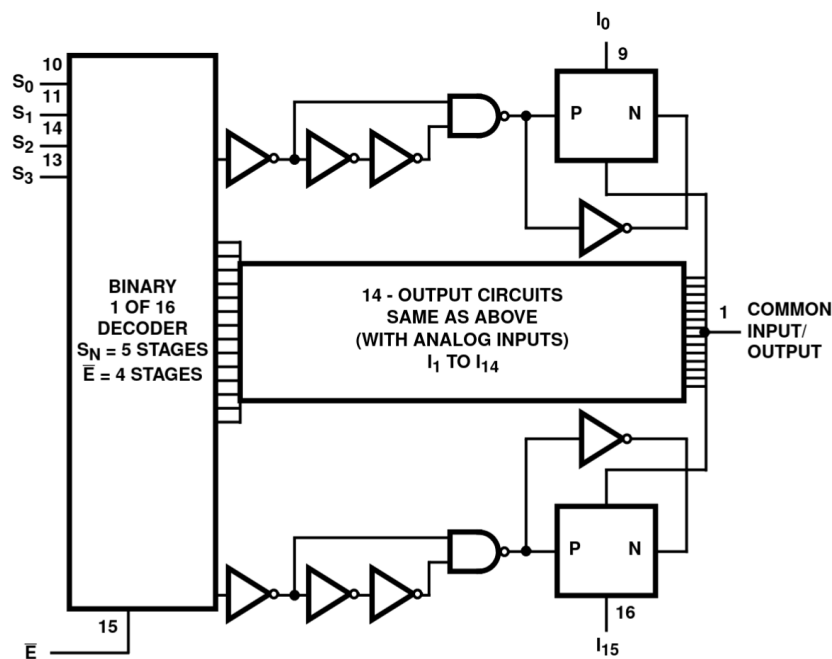 I0
9
10
S0
11
S1
14
S2
13
S3
P N
BINARY
1 OF 16
DECODER
SN = 5 STAGES
E̅ = 4 STAGES
14 - OUTPUT CIRCUITS
SAME AS ABOVE
(WITH ANALOG INPUTS)
I1 TO I14
1
COMMON
INPUT/
OUTPUT
P N
15
E̅
16
I15